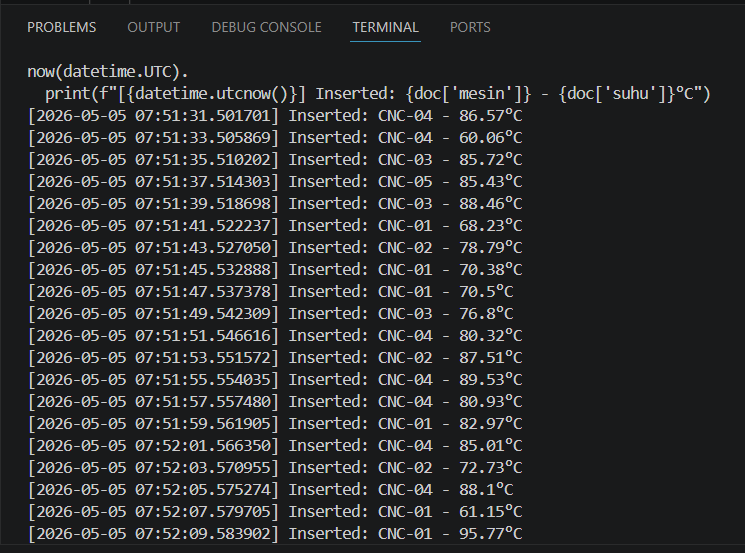 PROBLEMS OUTPUT DEBUG CONSOLE TERMINAL PORTS
now(datetime.UTC).
print(f"[{datetime.utcnow()}] Inserted: {doc['mesin']} - {doc['suhu']}°C")
[2026-05-05 07:51:31.501701] Inserted: CNC-04 - 86.57°C
[2026-05-05 07:51:33.505869] Inserted: CNC-04 - 60.06°C
[2026-05-05 07:51:35.510202] Inserted: CNC-03 - 85.72°C
[2026-05-05 07:51:37.514303] Inserted: CNC-05 - 85.43°C
[2026-05-05 07:51:39.518698] Inserted: CNC-03 - 88.46°C
[2026-05-05 07:51:41.522237] Inserted: CNC-01 - 68.23°C
[2026-05-05 07:51:43.527050] Inserted: CNC-02 - 78.79°C
[2026-05-05 07:51:45.532888] Inserted: CNC-01 - 70.38°C
[2026-05-05 07:51:47.537378] Inserted: CNC-01 - 70.5°C
[2026-05-05 07:51:49.542309] Inserted: CNC-03 - 76.8°C
[2026-05-05 07:51:51.546616] Inserted: CNC-04 - 80.32°C
[2026-05-05 07:51:53.551572] Inserted: CNC-02 - 87.51°C
[2026-05-05 07:51:55.554035] Inserted: CNC-04 - 89.53°C
[2026-05-05 07:51:57.557480] Inserted: CNC-04 - 80.93°C
[2026-05-05 07:51:59.561905] Inserted: CNC-01 - 82.97°C
[2026-05-05 07:52:01.566350] Inserted: CNC-04 - 85.01°C
[2026-05-05 07:52:03.570955] Inserted: CNC-02 - 72.73°C
[2026-05-05 07:52:05.575274] Inserted: CNC-04 - 88.1°C
[2026-05-05 07:52:07.579705] Inserted: CNC-01 - 61.15°C
[2026-05-05 07:52:09.583902] Inserted: CNC-01 - 95.77°C